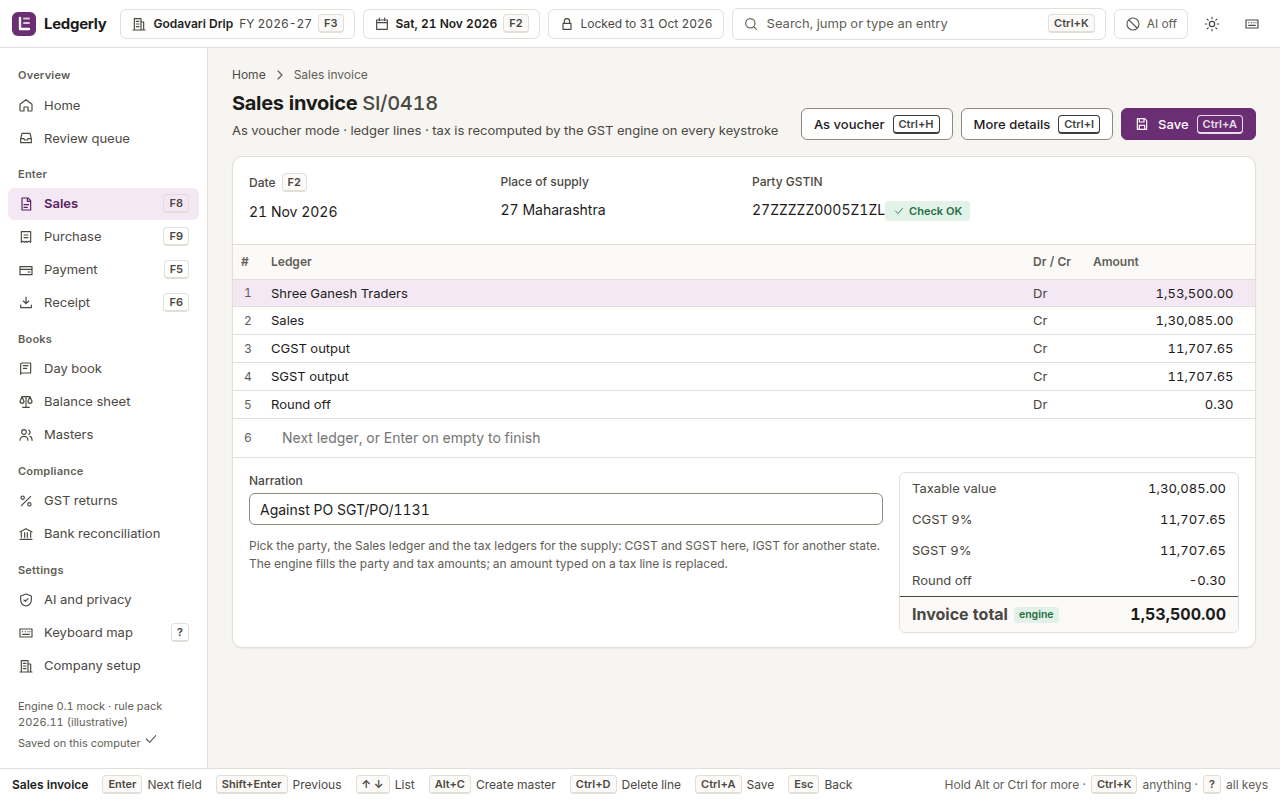 Ledgerly
Godavari Drip FY 2026-27 F3
Sat, 21 Nov 2026 F2
Locked to 31 Oct 2026
Search, jump or type an entry Ctrl+K
AI off
Overview
Home
Review queue
Enter
Sales F8
Purchase F9
Payment F5
Receipt F6
Books
Day book
Balance sheet
Masters
Compliance
GST returns
Bank reconciliation
Settings
AI and privacy
Keyboard map ?
Company setup
Engine 0.1 mock · rule pack
2026.11 (illustrative)
Saved on this computer
Home > Sales invoice
Sales invoice SI/0418
As voucher mode · ledger lines · tax is recomputed by the GST engine on every keystroke
As voucher Ctrl+H
More details Ctrl+I
Save Ctrl+A
Date F2 Place of supply Party GSTIN
21 Nov 2026 27 Maharashtra 27ZZZZZ0005Z1ZL Check OK
# Ledger Dr / Cr Amount
1 Shree Ganesh Traders Dr 1,53,500.00
2 Sales Cr 1,30,085.00
3 CGST output Cr 11,707.65
4 SGST output Cr 11,707.65
5 Round off Dr 0.30
6 Next ledger, or Enter on empty to finish
Narration
Against PO SGT/PO/1131
Pick the party, the Sales ledger and the tax ledgers for the supply: CGST and SGST here, IGST for another state.
The engine fills the party and tax amounts; an amount typed on a tax line is replaced.
Taxable value 1,30,085.00
CGST 9% 11,707.65
SGST 9% 11,707.65
Round off -0.30
Invoice total engine 1,53,500.00
Sales invoice Enter Next field Shift+Enter Previous ↑↓ List Alt+C Create master Ctrl+D Delete line Ctrl+A Save Esc Back Hold Alt or Ctrl for more · Ctrl+K anything · ? all keys